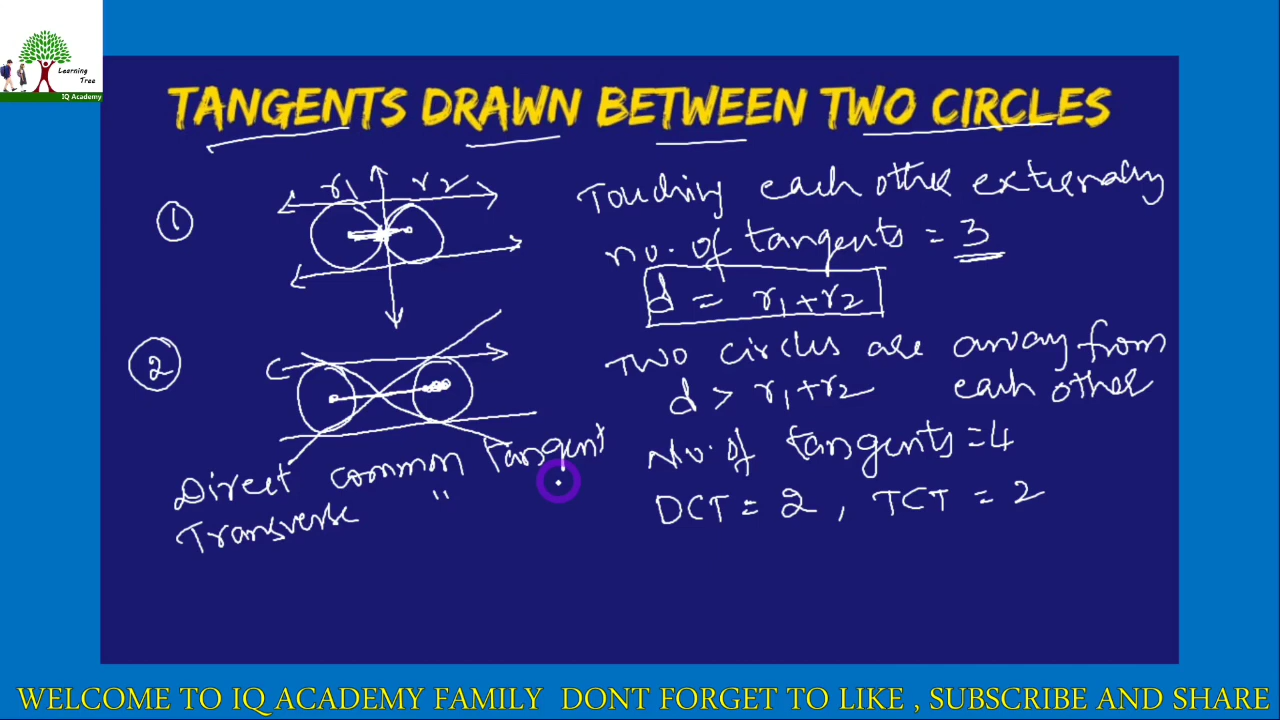 Learning
Tree
IQ Academy
TANGENTS DRAWN BETWEEN TWO CIRCLES
1
r1 r2
Touching each other externally
no. of tangents = 3
d = r1+r2
2
Two circles are away from
each other
d > r1+r2
No. of tangents = 4
DCT = 2, TCT = 2
Direct common tangent
Transverse " 
WELCOME TO IQ ACADEMY FAMILY DONT FORGET TO LIKE , SUBSCRIBE AND SHARE